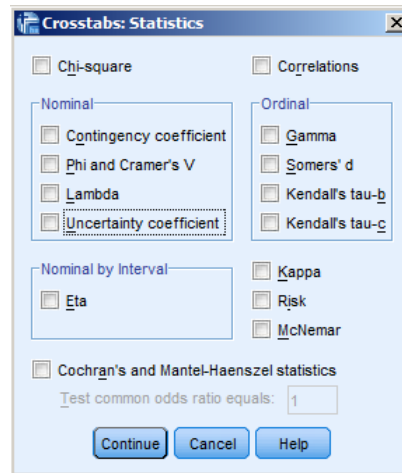 Crosstabs: Statistics
Chi-square
Correlations
Nominal
Contingency coefficient
Phi and Cramer's V
Lambda
Uncertainty coefficient
Ordinal
Gamma
Somers' d
Kendall's tau-b
Kendall's tau-c
Nominal by Interval
Eta
Kappa
Risk
McNemar
Cochran's and Mantel-Haenszel statistics
Test common odds ratio equals: 1
Continue Cancel Help